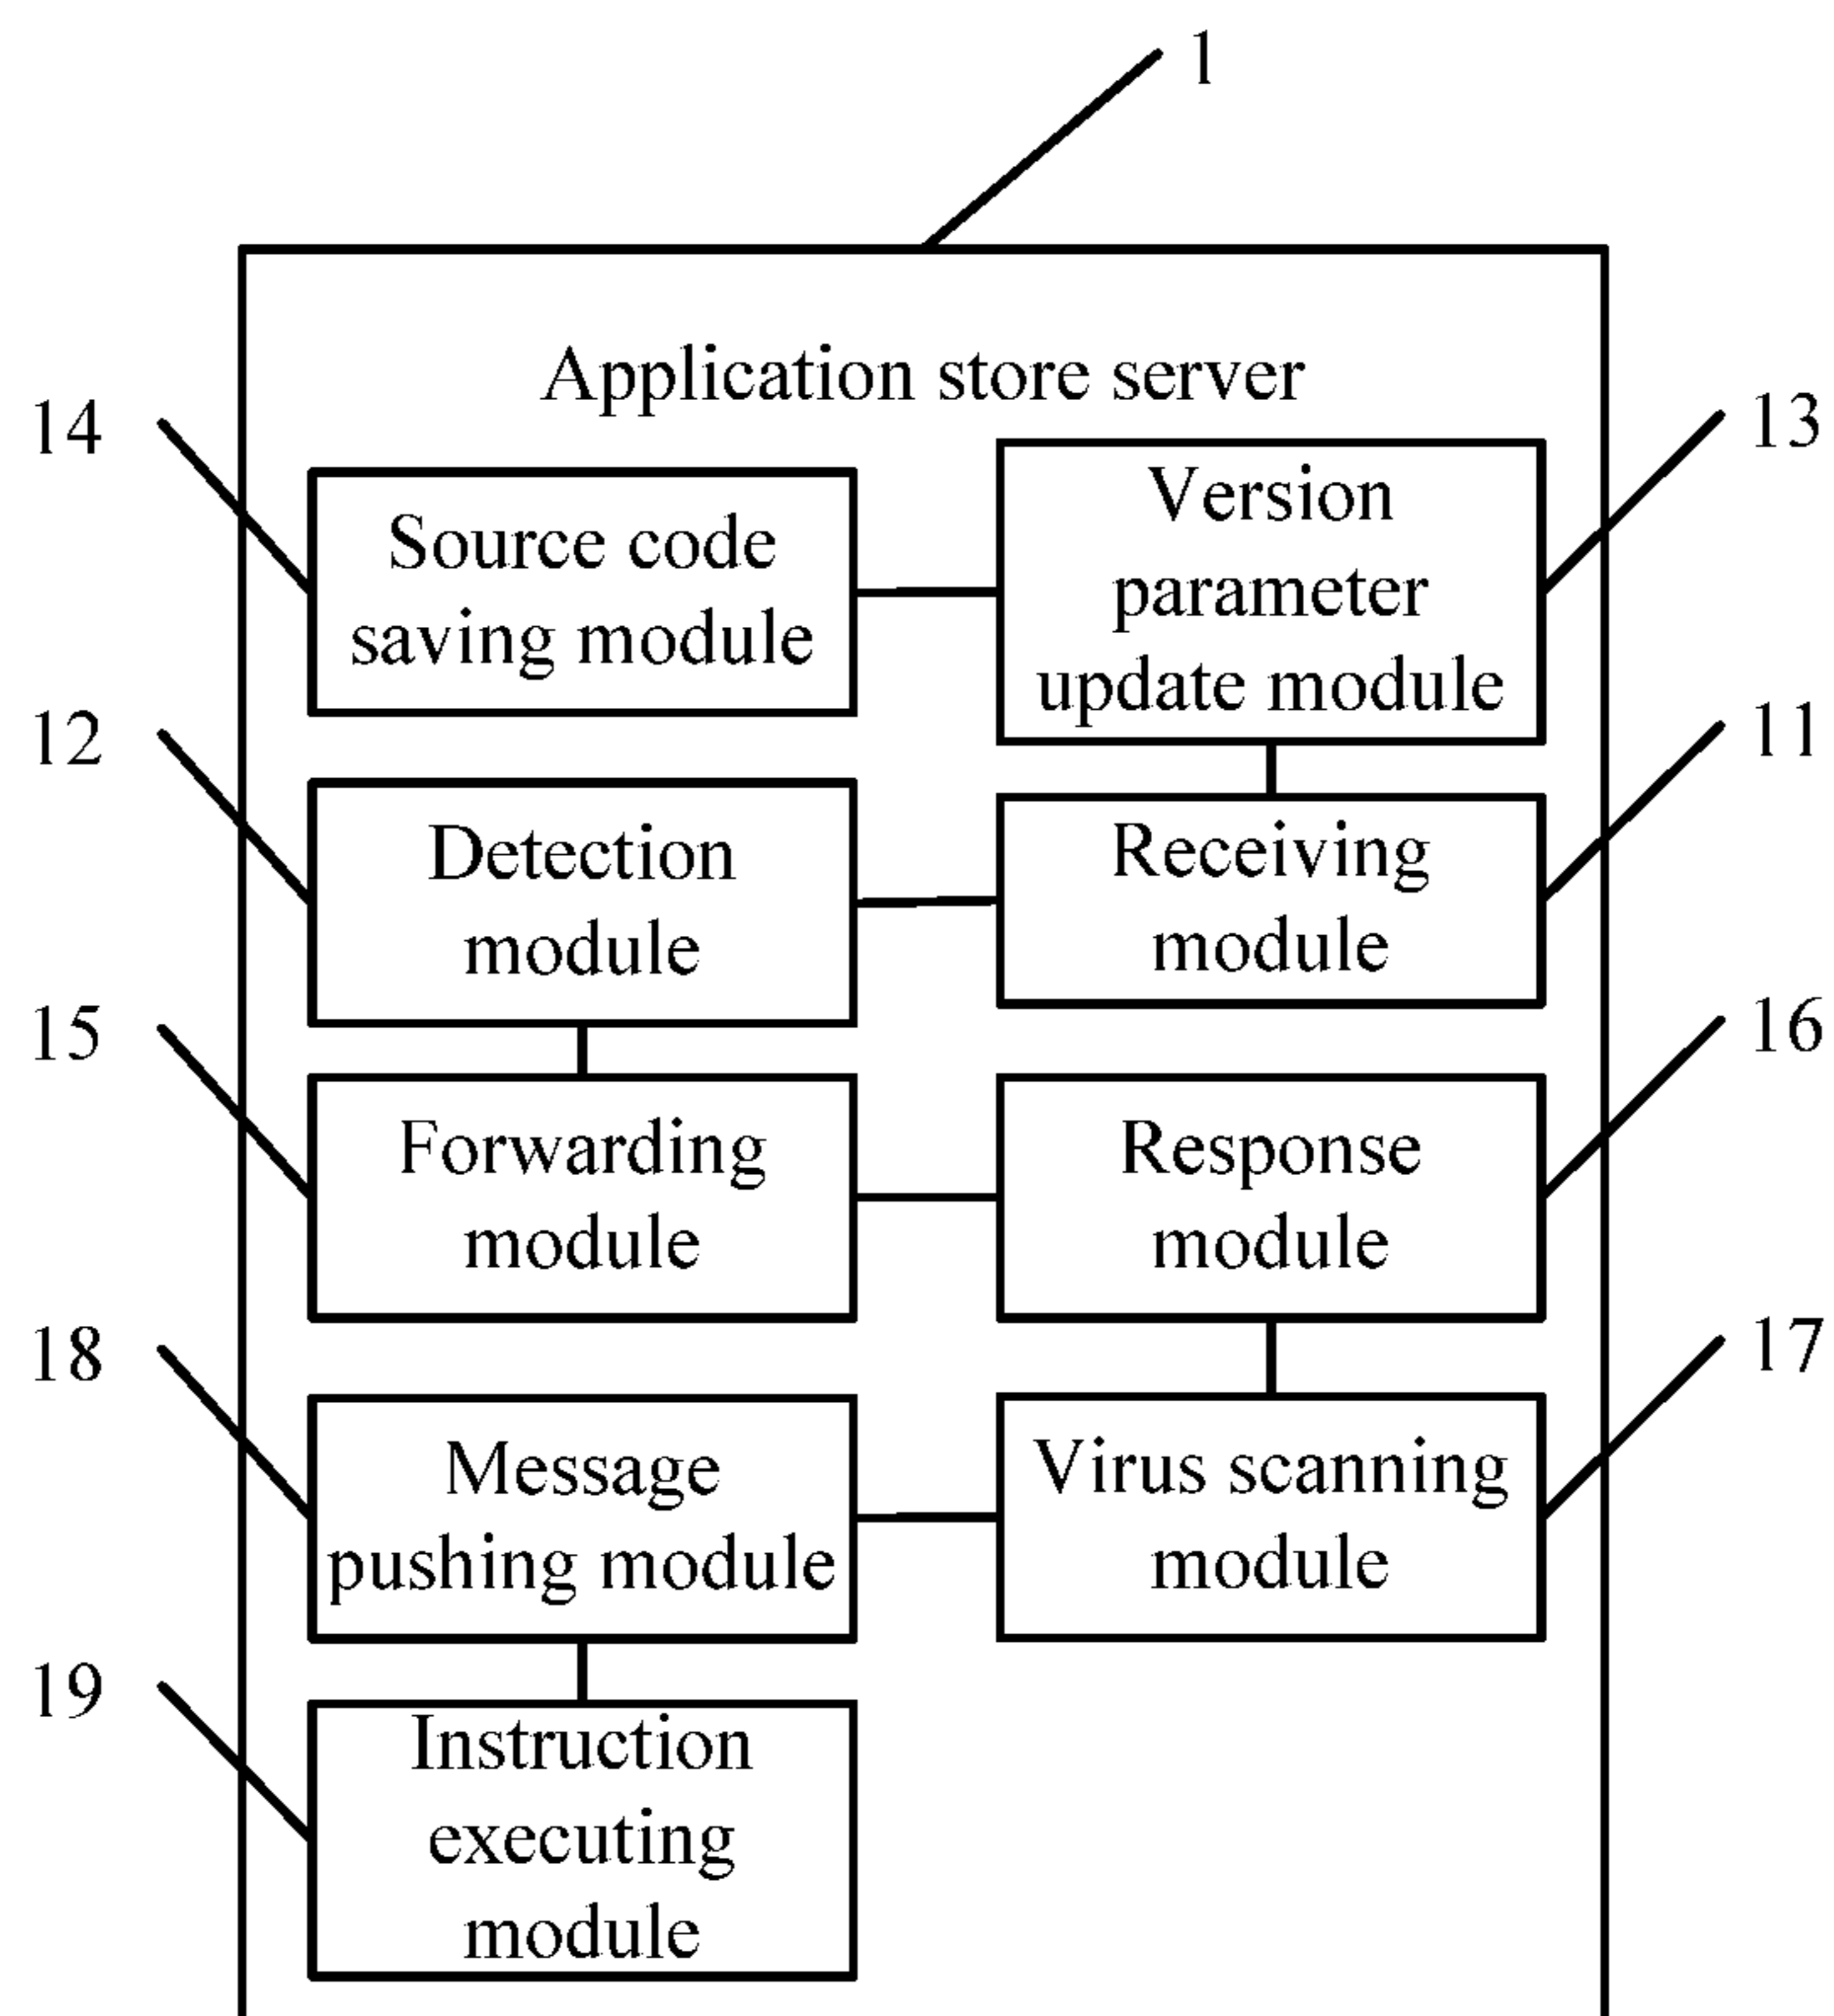 1
Application store server
14
Source code
saving module
Version
parameter
update module
13
12
Detection
module
Receiving
module
11
15
Forwarding
module
Response
module
16
18
Message
pushing module
Virus scanning
module
17
19
Instruction
executing
module